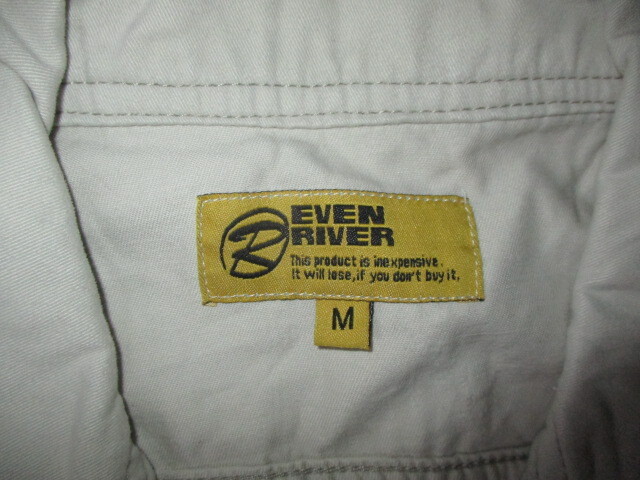 R
EVEN
RIVER
This product is inexpensive.
It will lose, if you don't buy it.
M